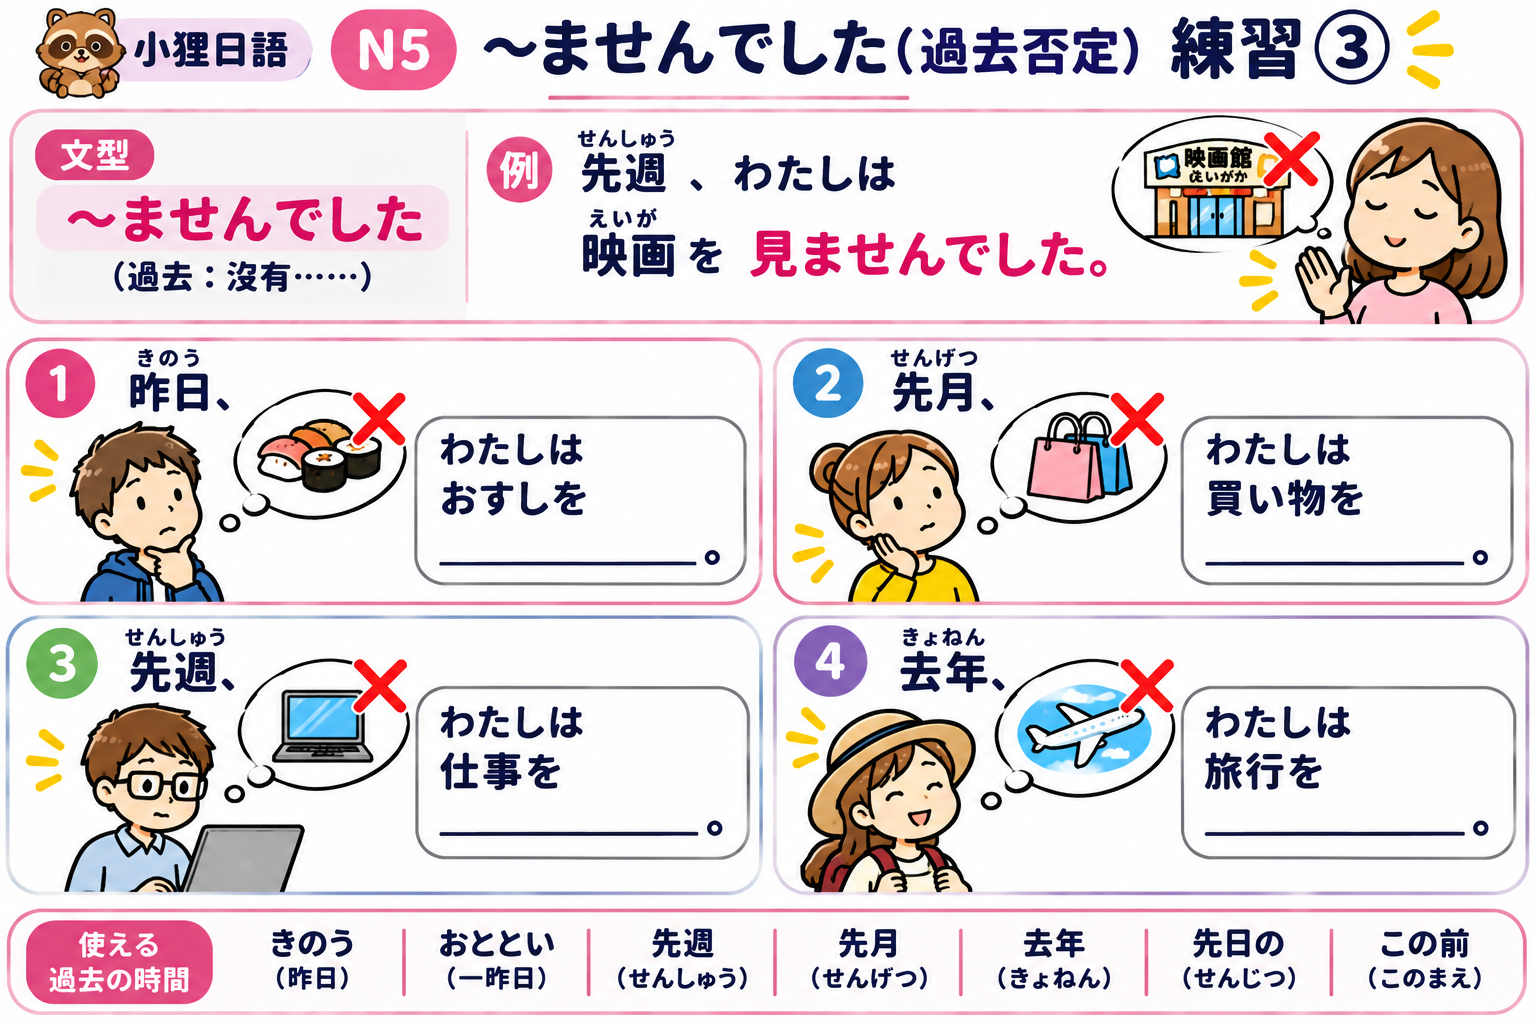 小狸日語
N5
～ませんでした(過去否定) 練習③
文型
～ませんでした
（過去：沒有……）
例
せんしゅう
先週、わたしは
えいが
映画を 見ませんでした。
映画館
1
きのう
昨日、
わたしは
おすしを
。
2
せんげつ
先月、
わたしは
買い物を
。
3
せんしゅう
先週、
わたしは
仕事を
。
4
きょねん
去年、
わたしは
旅行を
。
使える
過去の時間
きのう
（昨日）
おととい
（一昨日）
先週
（せんしゅう）
先月
（せんげつ）
去年
（きょねん）
先日の
（せんじつ）
この前
（このまえ）